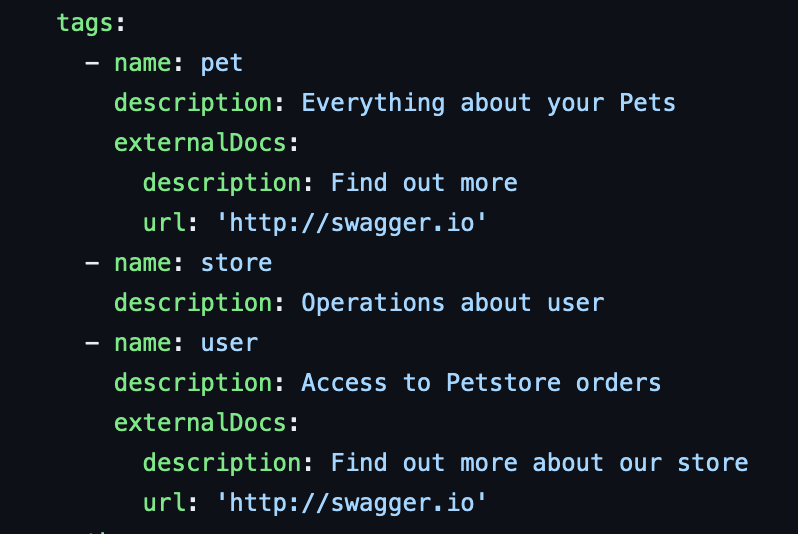 tags:
  - name: pet
    description: Everything about your Pets
    externalDocs:
      description: Find out more
      url: 'http://swagger.io'
  - name: store
    description: Operations about user
  - name: user
    description: Access to Petstore orders
    externalDocs:
      description: Find out more about our store
      url: 'http://swagger.io'